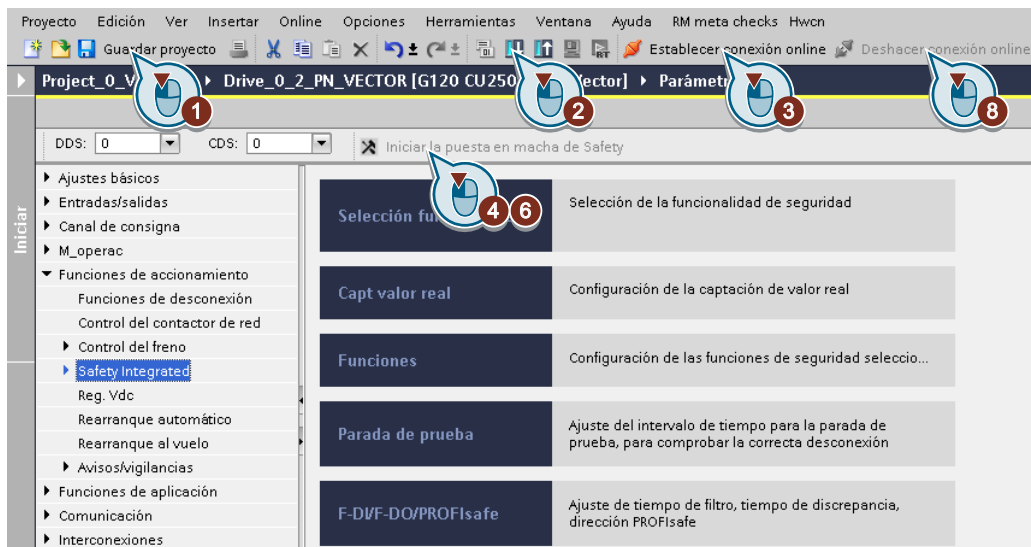 Proyecto Edición Ver Insertar Online Opciones Herramientas Ventana Ayuda RM meta checks Hwcn
Guardar proyecto Establecer conexión online Deshacer conexión online
Project_0_V Drive_0_2_PN_VECTOR [G120 CU250 ector] Parámet
1
2
3
8
DDS: 0 CDS: 0 Iniciar la puesta en macha de Safety
4 6
Iniciar
Ajustes básicos
Entradas/salidas
Canal de consigna
M_operac
Funciones de accionamiento
Funciones de desconexión
Control del contactor de red
Control del freno
Safety Integrated
Reg. Vdc
Rearranque automático
Rearranque al vuelo
Avisos/vigilancias
Funciones de aplicación
Comunicación
Interconexiones
Selección fu
Selección de la funcionalidad de seguridad
Capt valor real
Configuración de la captación de valor real
Funciones
Configuración de las funciones de seguridad seleccio...
Parada de prueba
Ajuste del intervalo de tiempo para la parada de
prueba, para comprobar la correcta desconexión
F-DI/F-DO/PROFIsafe
Ajuste de tiempo de filtro, tiempo de discrepancia,
dirección PROFIsafe